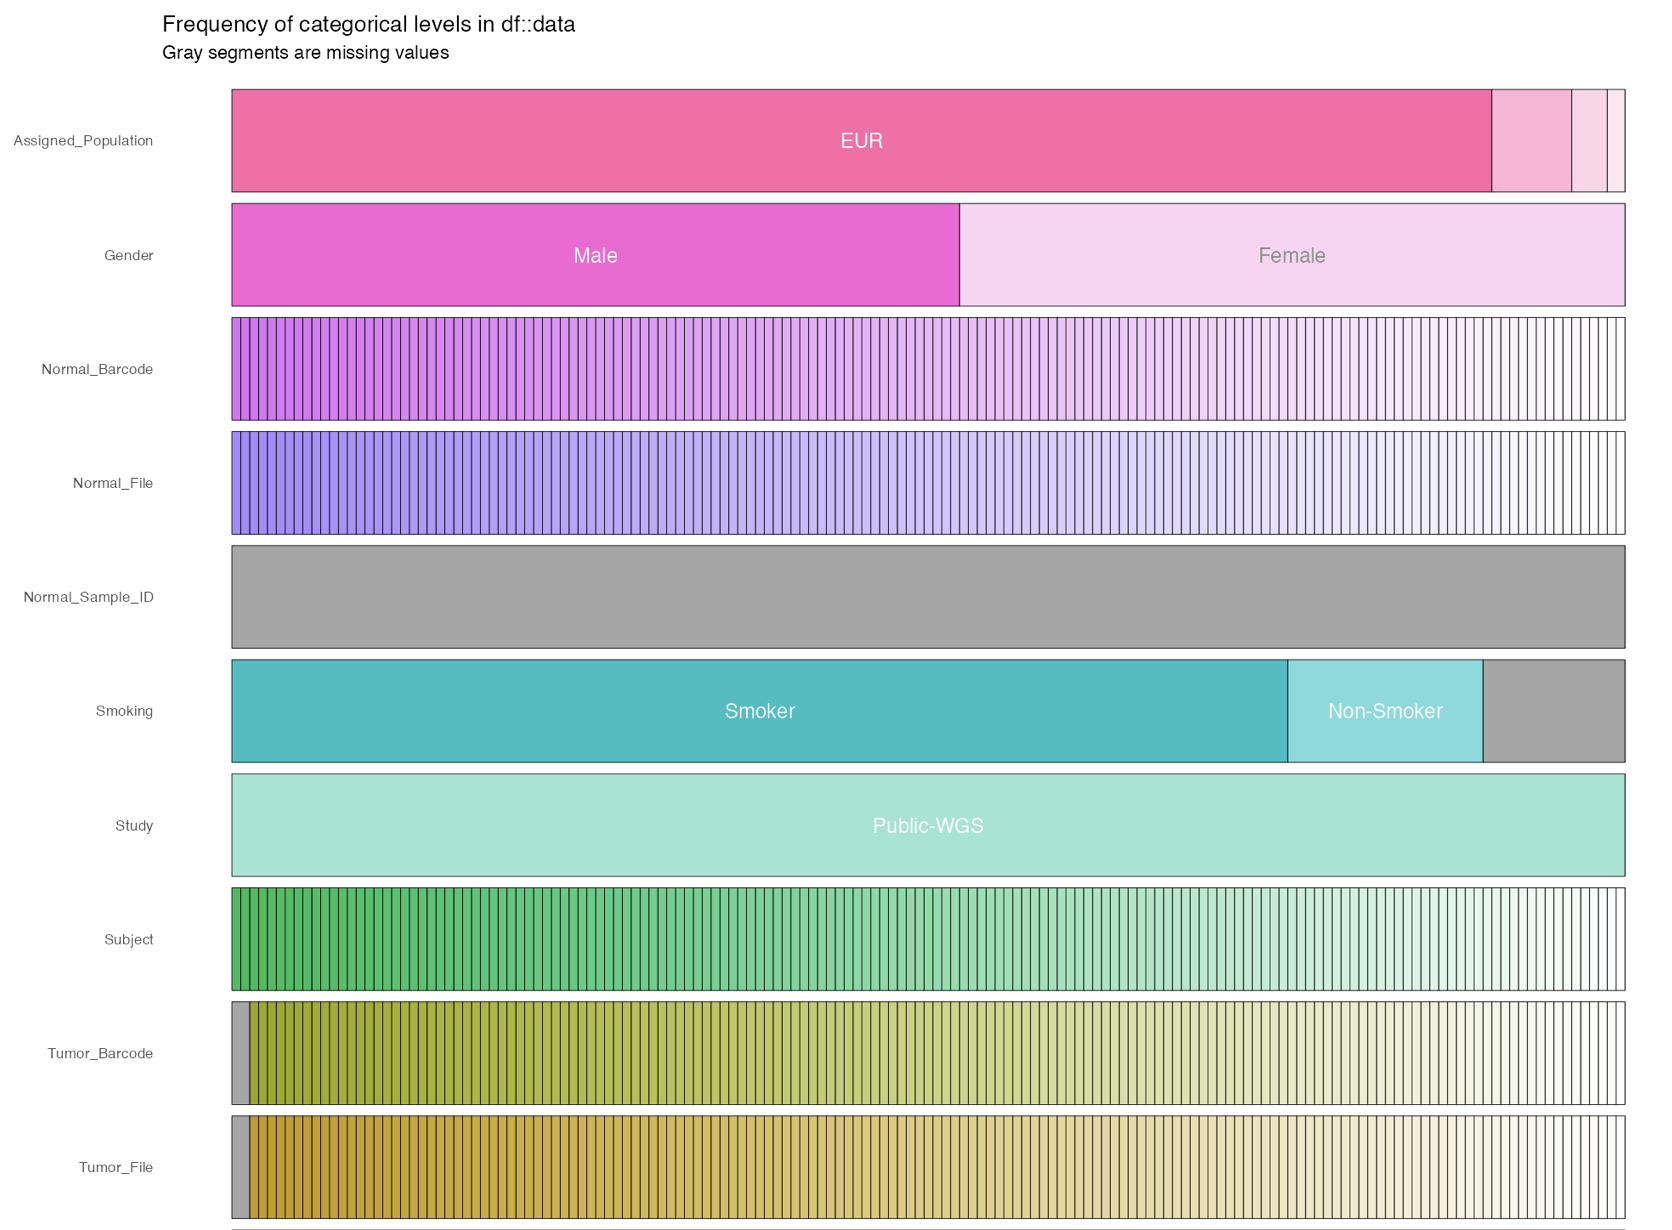 Frequency of categorical levels in df::data
Gray segments are missing values
Assigned_Population
EUR
Gender
Male
Female
Normal_Barcode
Normal_File
Normal_Sample_ID
Smoking
Smoker
Non-Smoker
Study
Public-WGS
Subject
Tumor_Barcode
Tumor_File